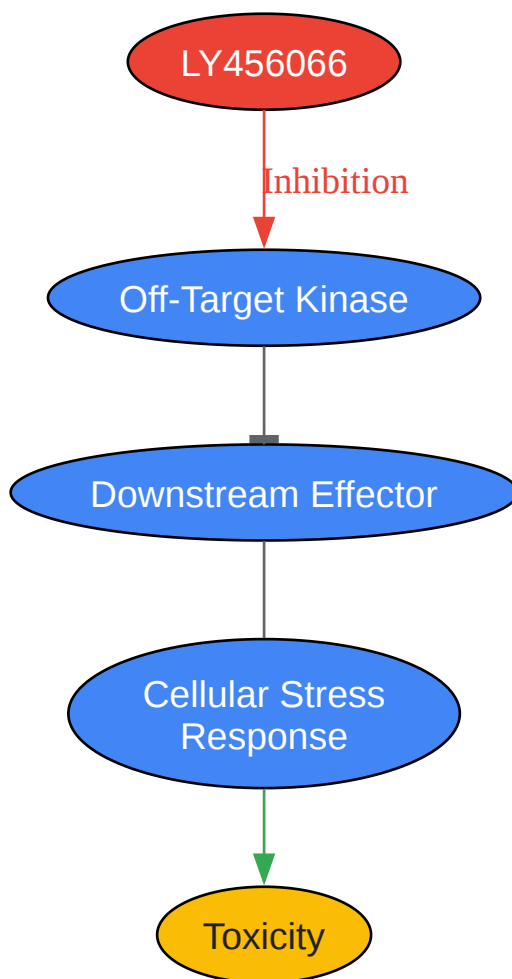 LY456066
Inhibition
Off-Target Kinase
Downstream Effector
Cellular Stress
Response
Toxicity